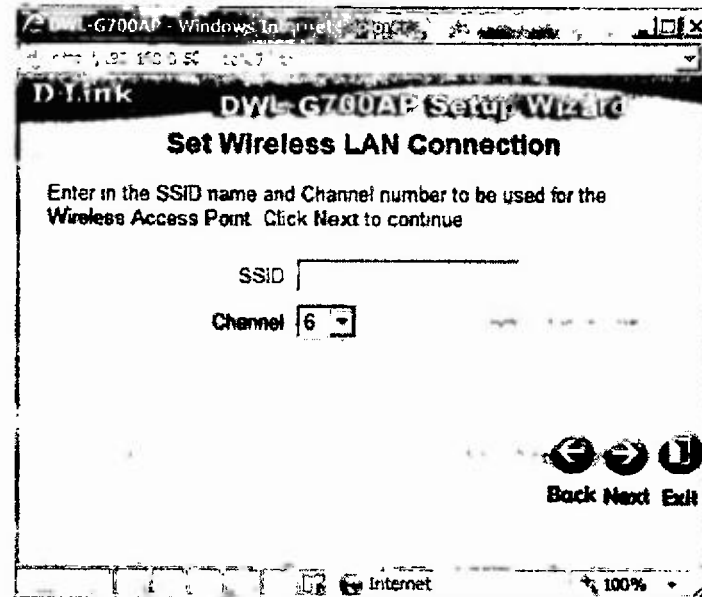 DWL-G700AP - Windows
D-Link
DWL-G700AP Setup Wizard
Set Wireless LAN Connection
Enter in the SSID name and Channel number to be used for the
Wireless Access Point. Click Next to continue
SSID
Channel 6
Back Next Exit
Internet 100%